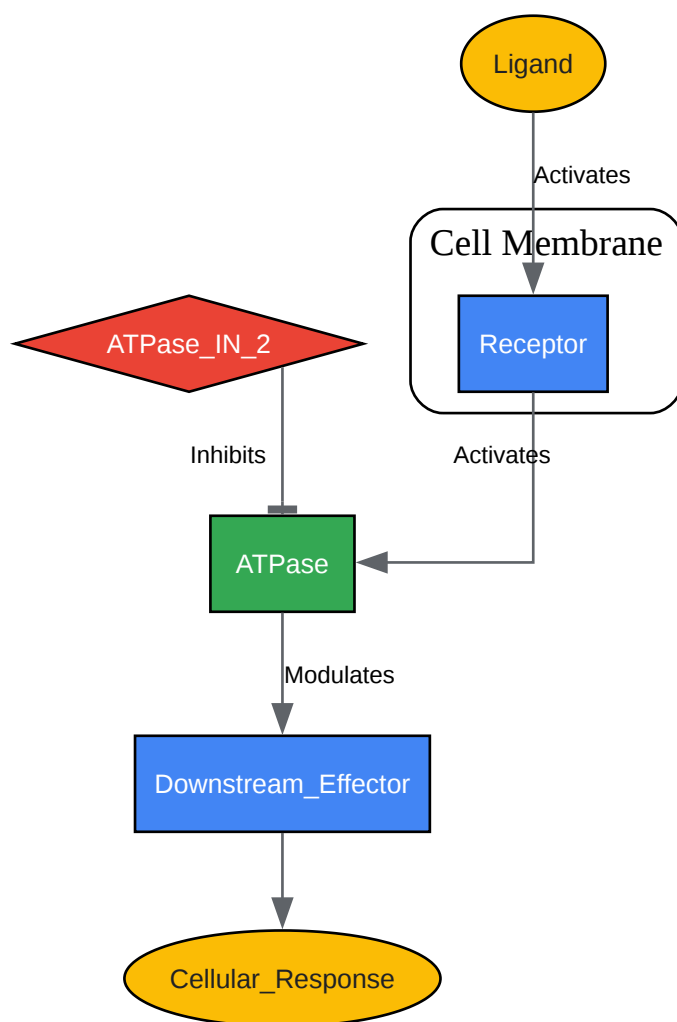 Ligand
Activates
Cell Membrane
ATPase_IN_2
Receptor
Inhibits
Activates
ATPase
Modulates
Downstream_Effector
Cellular_Response